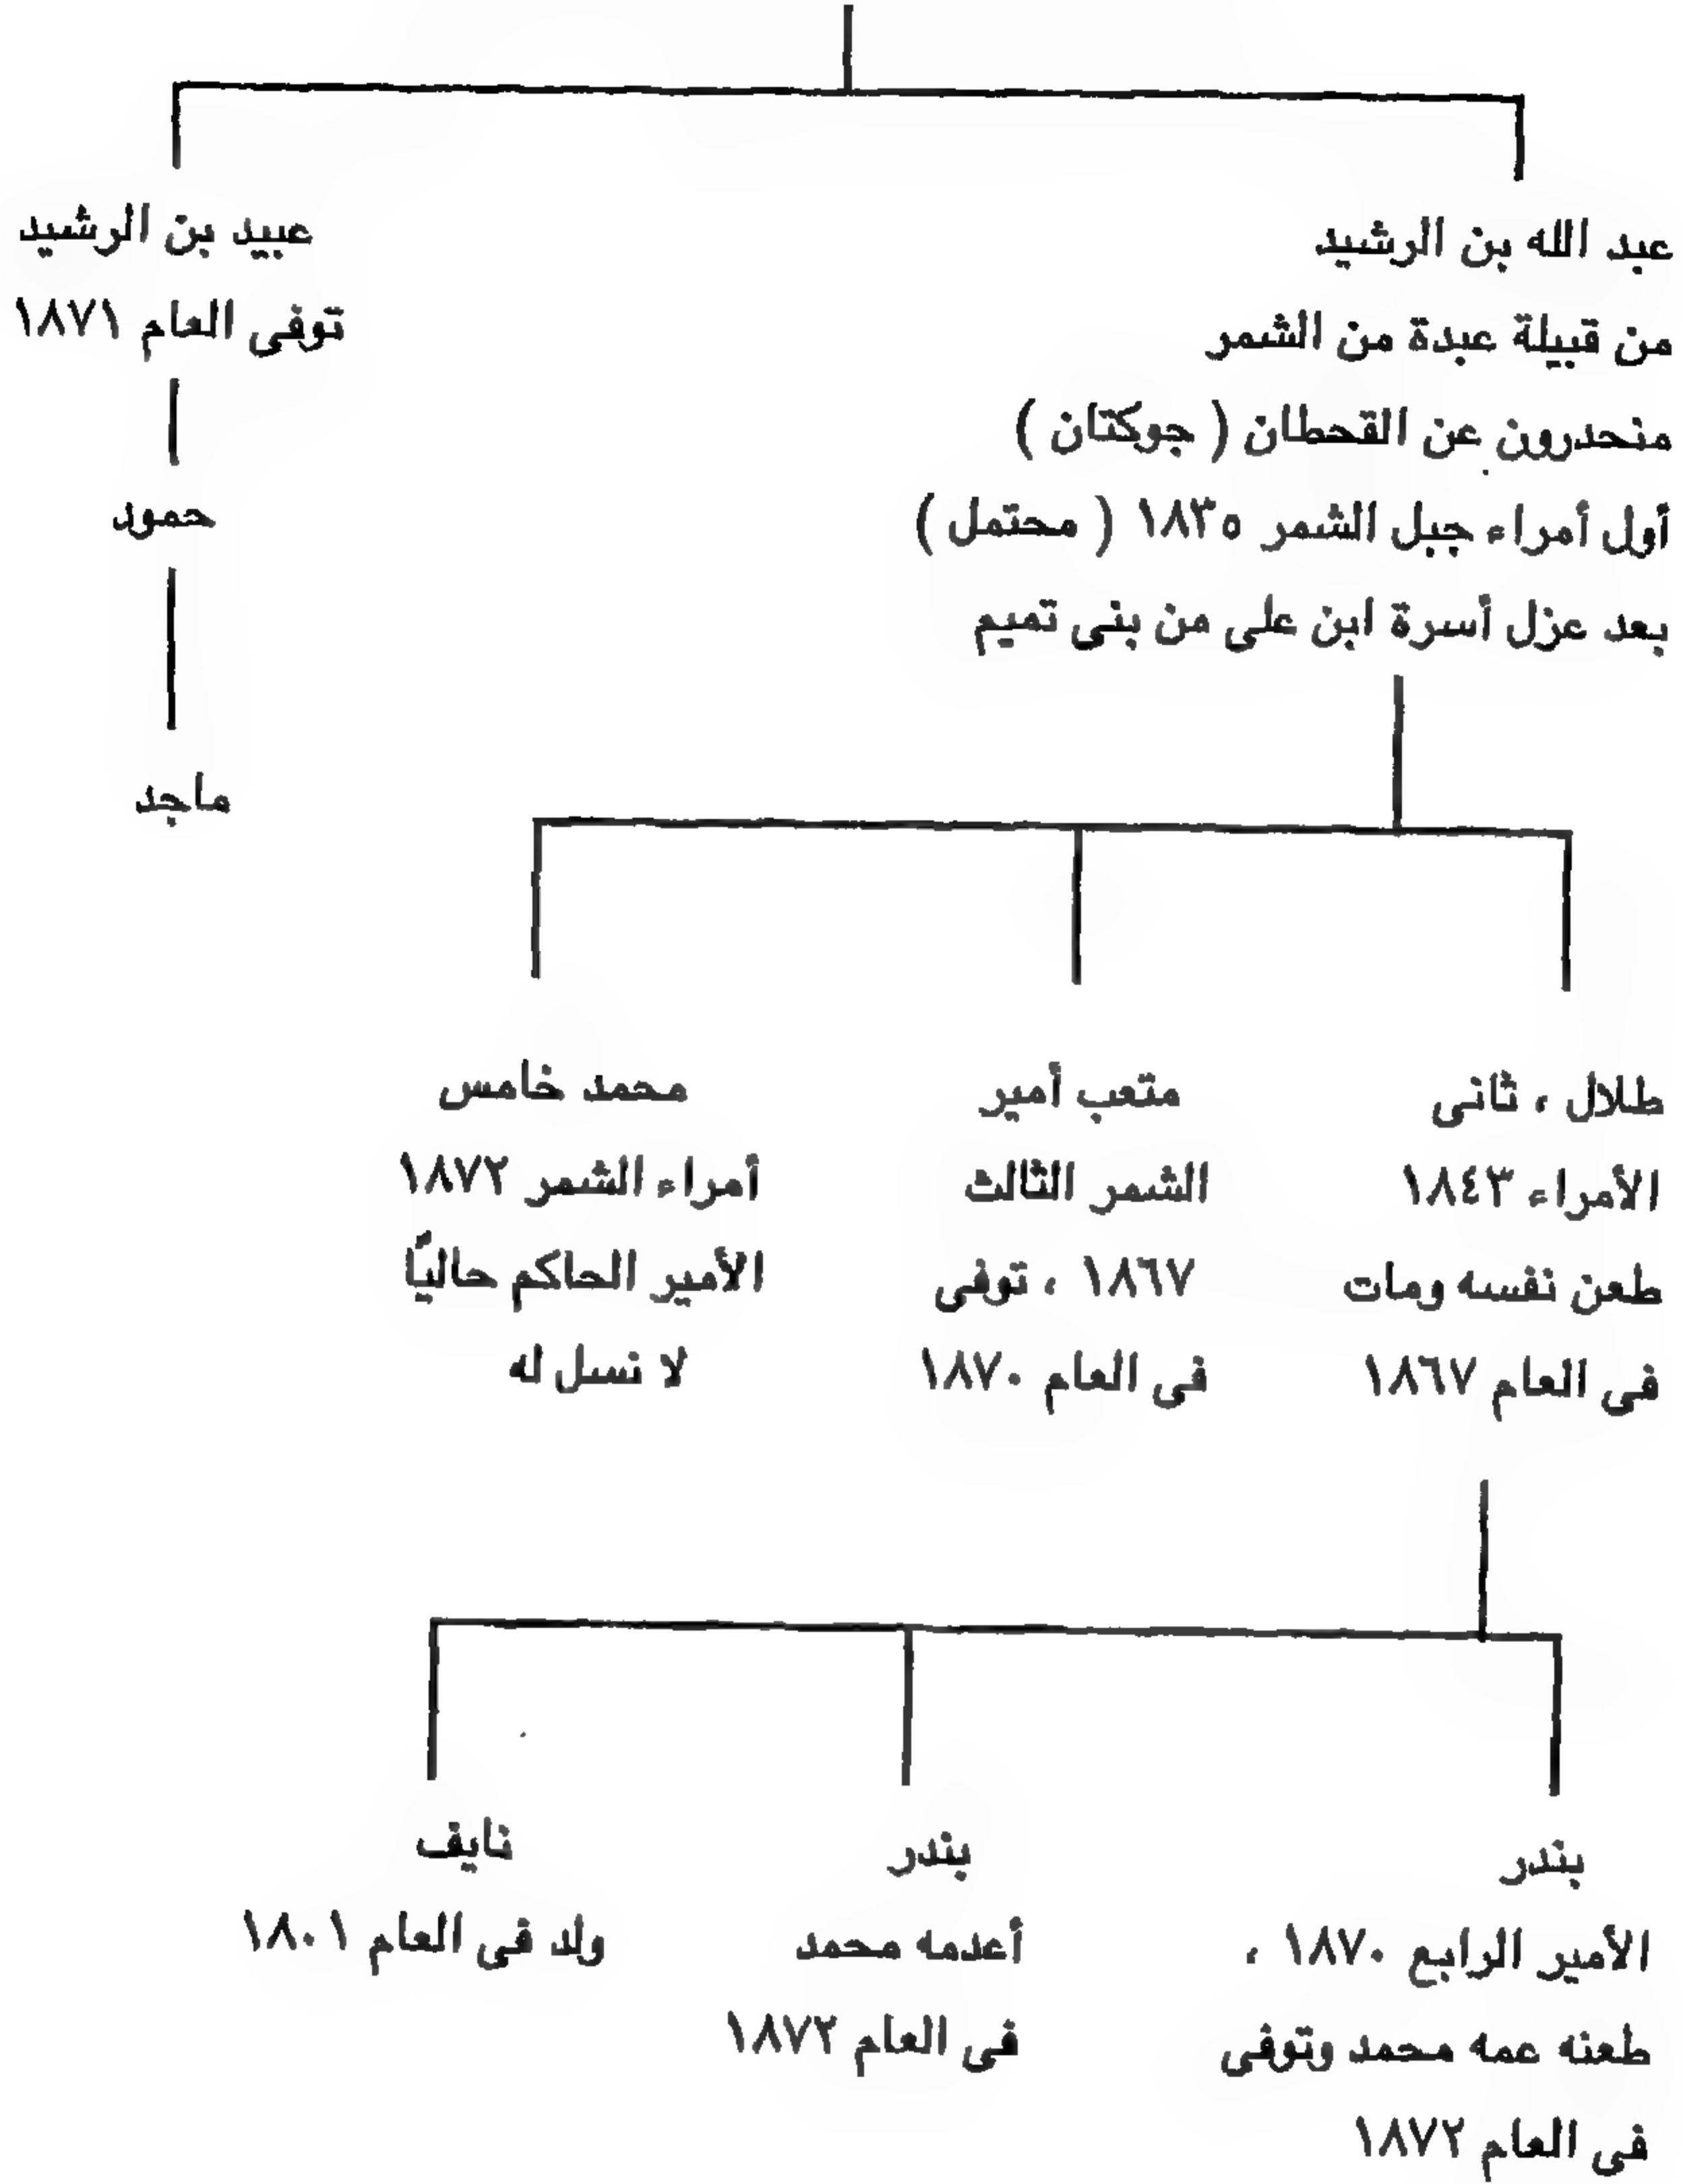 عبد الله بن الرشيد
من قبيلة عبدة من الشمر
منحدرون عن القحطان ( جوكتان )
أول أمراء جبل الشمر ١٨٣٥ ( محتمل )
بعد عزل أسرة ابن على من بنى تميم
عبيد بن الرشيد
توفى العام ١٨٧١
حمود
ماجد
طلال ، ثانى
الأمراء ١٨٤٣
طعن نفسه ومات
فى العام ١٨٦٧
متعب أمير
الشمر الثالث
١٨٦٧ ، توفى
فى العام ١٨٧٠
محمد خامس
أمراء الشمر ١٨٧٢
الأمير الحاكم حاليًا
لا نسل له
بندر
الأمير الرابع ١٨٧٠ ،
طعنه عمه محمد وتوفى
فى العام ١٨٧٢
بندر
أعدمه محمد
فى العام ١٨٧٢
نايف
ولد فى العام ١٨٠١